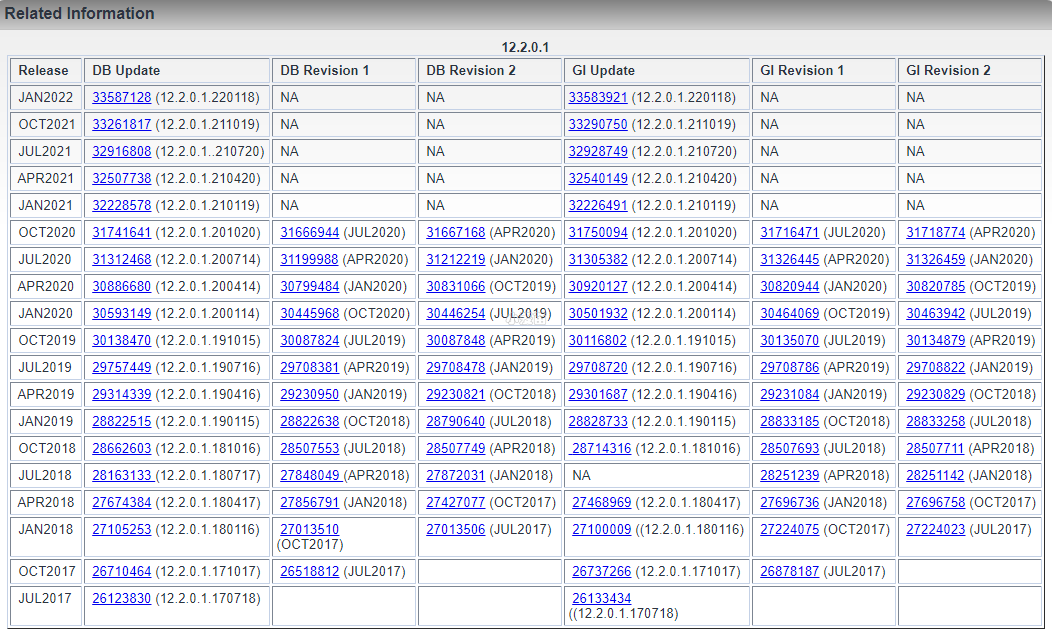 Related Information
12.2.0.1
Release DB Update DB Revision 1 DB Revision 2 GI Update GI Revision 1 GI Revision 2
JAN2022 33587128 (12.2.0.1.220118) NA NA 33583921 (12.2.0.1.220118) NA NA
OCT2021 33261817 (12.2.0.1.211019) NA NA 33290750 (12.2.0.1.211019) NA NA
JUL2021 32916808 (12.2.0.1..210720) NA NA 32928749 (12.2.0.1.210720) NA NA
APR2021 32507738 (12.2.0.1.210420) NA NA 32540149 (12.2.0.1.210420) NA NA
JAN2021 32228578 (12.2.0.1.210119) NA NA 32226491 (12.2.0.1.210119) NA NA
OCT2020 31741641 (12.2.0.1.201020) 31666944 (JUL2020) 31667168 (APR2020) 31750094 (12.2.0.1.201020) 31716471 (JUL2020) 31718774 (APR2020)
JUL2020 31312468 (12.2.0.1.200714) 31199988 (APR2020) 31212219 (JAN2020) 31305382 (12.2.0.1.200714) 31326445 (APR2020) 31326459 (JAN2020)
APR2020 30886680 (12.2.0.1.200414) 30799484 (JAN2020) 30831066 (OCT2019) 30920127 (12.2.0.1.200414) 30820944 (JAN2020) 30820785 (OCT2019)
JAN2020 30593149 (12.2.0.1.200114) 30445968 (OCT2020) 30446254 (JUL2019) 30501932 (12.2.0.1.200114) 30464069 (OCT2019) 30463942 (JUL2019)
OCT2019 30138470 (12.2.0.1.191015) 30087824 (JUL2019) 30087848 (APR2019) 30116802 (12.2.0.1.191015) 30135070 (JUL2019) 30134879 (APR2019)
JUL2019 29757449 (12.2.0.1.190716) 29708381 (APR2019) 29708478 (JAN2019) 29708720 (12.2.0.1.190716) 29708786 (APR2019) 29708822 (JAN2019)
APR2019 29314339 (12.2.0.1.190416) 29230950 (JAN2019) 29230821 (OCT2018) 29301687 (12.2.0.1.190416) 29231084 (JAN2019) 29230829 (OCT2018)
JAN2019 28822515 (12.2.0.1.190115) 28822638 (OCT2018) 28790640 (JUL2018) 28828733 (12.2.0.1.190115) 28833185 (OCT2018) 28833258 (JUL2018)
OCT2018 28662603 (12.2.0.1.181016) 28507553 (JUL2018) 28507749 (APR2018) 28714316 (12.2.0.1.181016) 28507693 (JUL2018) 28507711 (APR2018)
JUL2018 28163133 (12.2.0.1.180717) 27848049 (APR2018) 27872031 (JAN2018) NA 28251239 (APR2018) 28251142 (JAN2018)
APR2018 27674384 (12.2.0.1.180417) 27856791 (JAN2018) 27427077 (OCT2017) 27468969 (12.2.0.1.180417) 27696736 (JAN2018) 27696758 (OCT2017)
JAN2018 27105253 (12.2.0.1.180116) 27013510 27013506 (JUL2017) 27100009 ((12.2.0.1.180116) 27224075 (OCT2017) 27224023 (JUL2017)
(OCT2017)
OCT2017 26710464 (12.2.0.1.171017) 26518812 (JUL2017) 26737266 (12.2.0.1.171017) 26878187 (JUL2017)
JUL2017 26123830 (12.2.0.1.170718) 26133434
((12.2.0.1.170718)